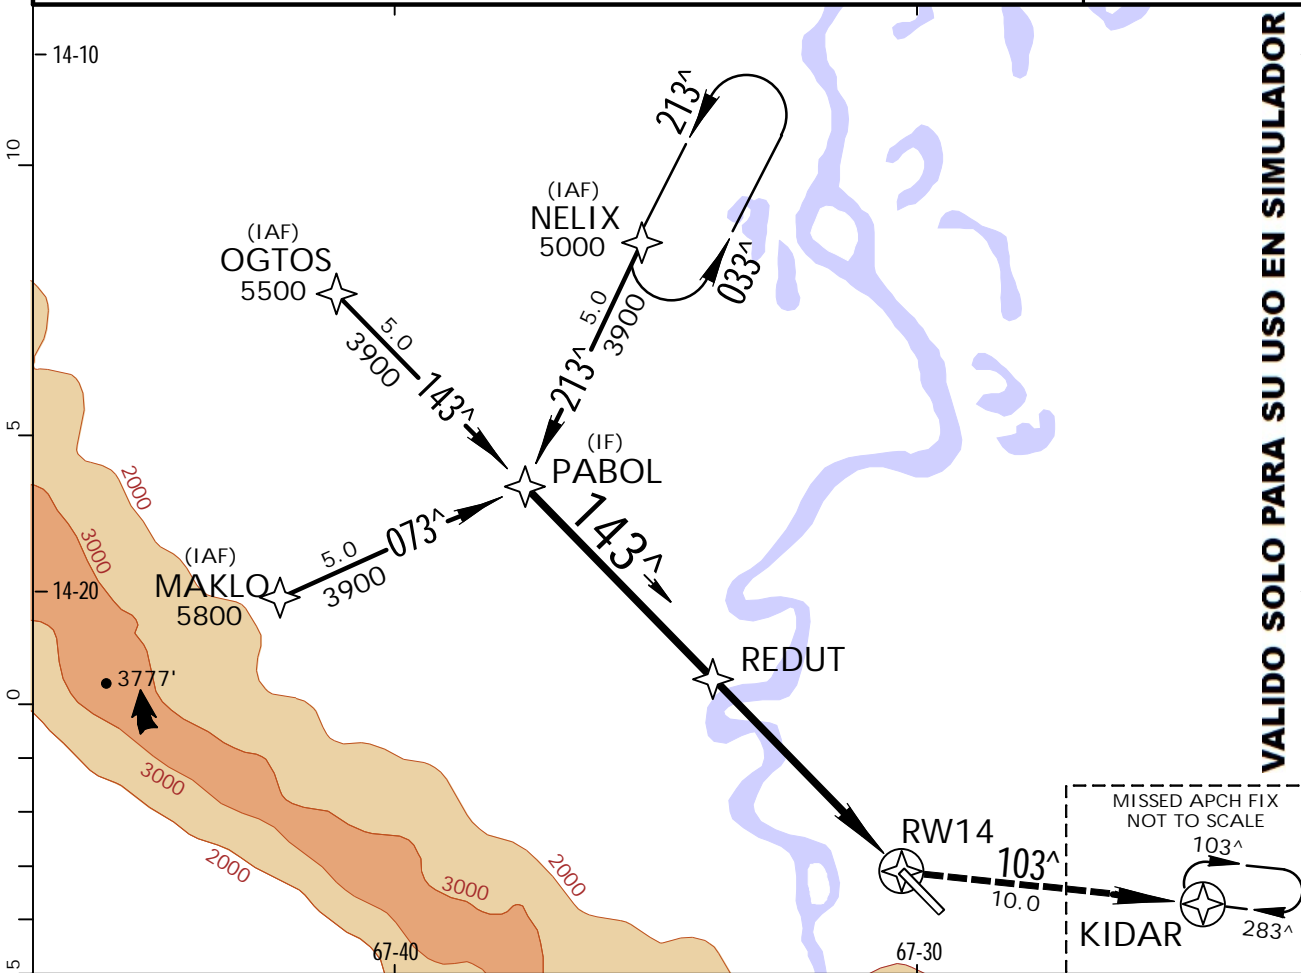 14-10
10
213^
(IAF)
NELIX
5000
(IAF)
OGTOS
5500
033^
5.0
3900
5.0
3900
213^
143^
5
(IF)
PABOL
2000
143^
3000
073^
(IAF)
MAKLO
5800
5.0
3900
14-20
REDUT
3777'
0
3000
MISSED APCH FIX
NOT TO SCALE
RW14
103^
103^
10.0
2000
3000
2000
KIDAR
283^
67-40
67-30
5
VALIDO SOLO PARA SU USO EN SIMULADOR